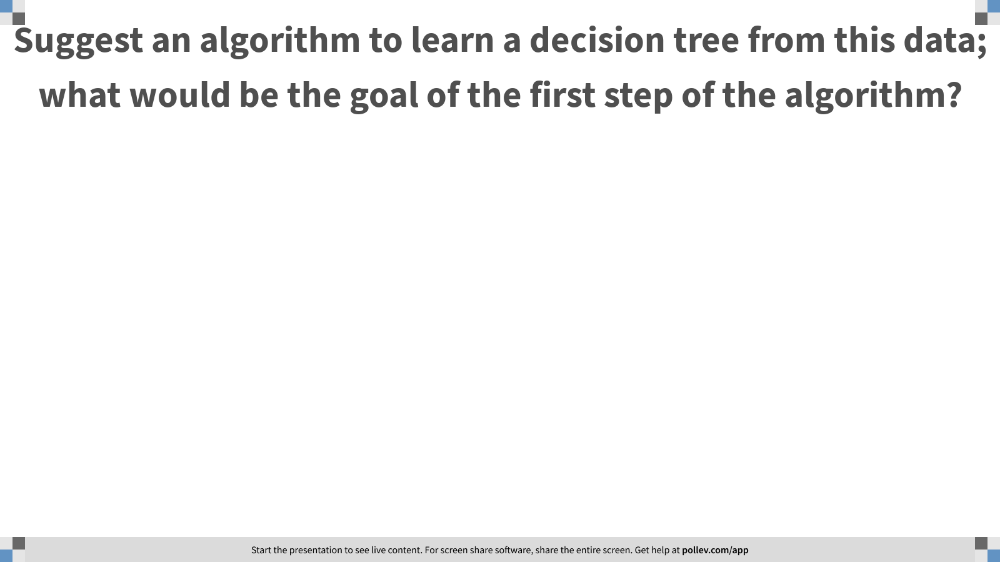 Suggest an algorithm to learn a decision tree from this data;
what would be the goal of the first step of the algorithm?
Start the presentation to see live content. For screen share software, share the entire screen. Get help at pollev.com/app